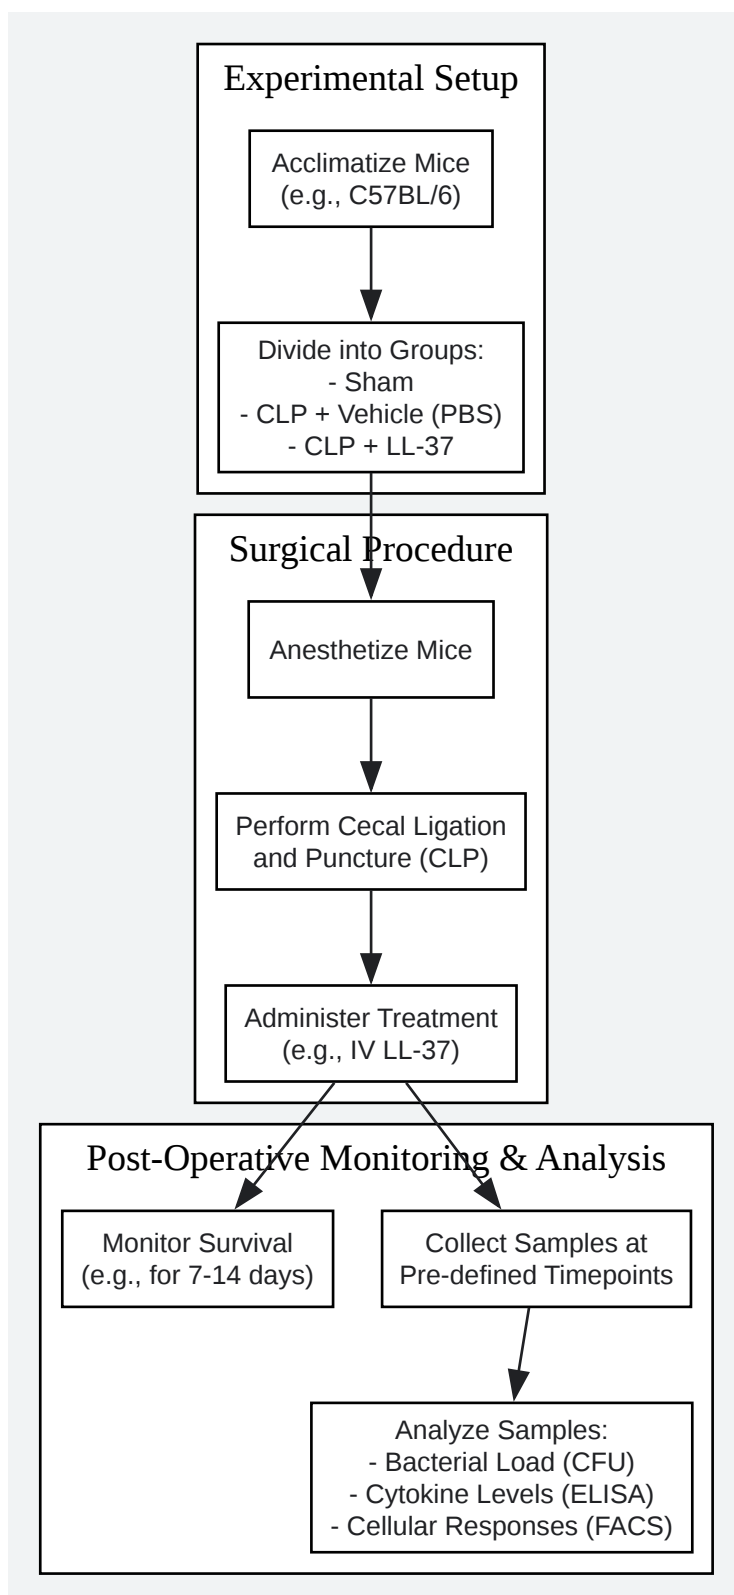 Experimental Setup
Acclimatize Mice
(e.g., C57BL/6)
Divide into Groups:
- Sham
- CLP + Vehicle (PBS)
- CLP + LL-37
Surgical Procedure
Anesthetize Mice
Perform Cecal Ligation
and Puncture (CLP)
Administer Treatment
(e.g., IV LL-37)
Post-Operative Monitoring & Analysis
Monitor Survival
(e.g., for 7-14 days)
Collect Samples at
Pre-defined Timepoints
Analyze Samples:
- Bacterial Load (CFU)
- Cytokine Levels (ELISA)
- Cellular Responses (FACS)